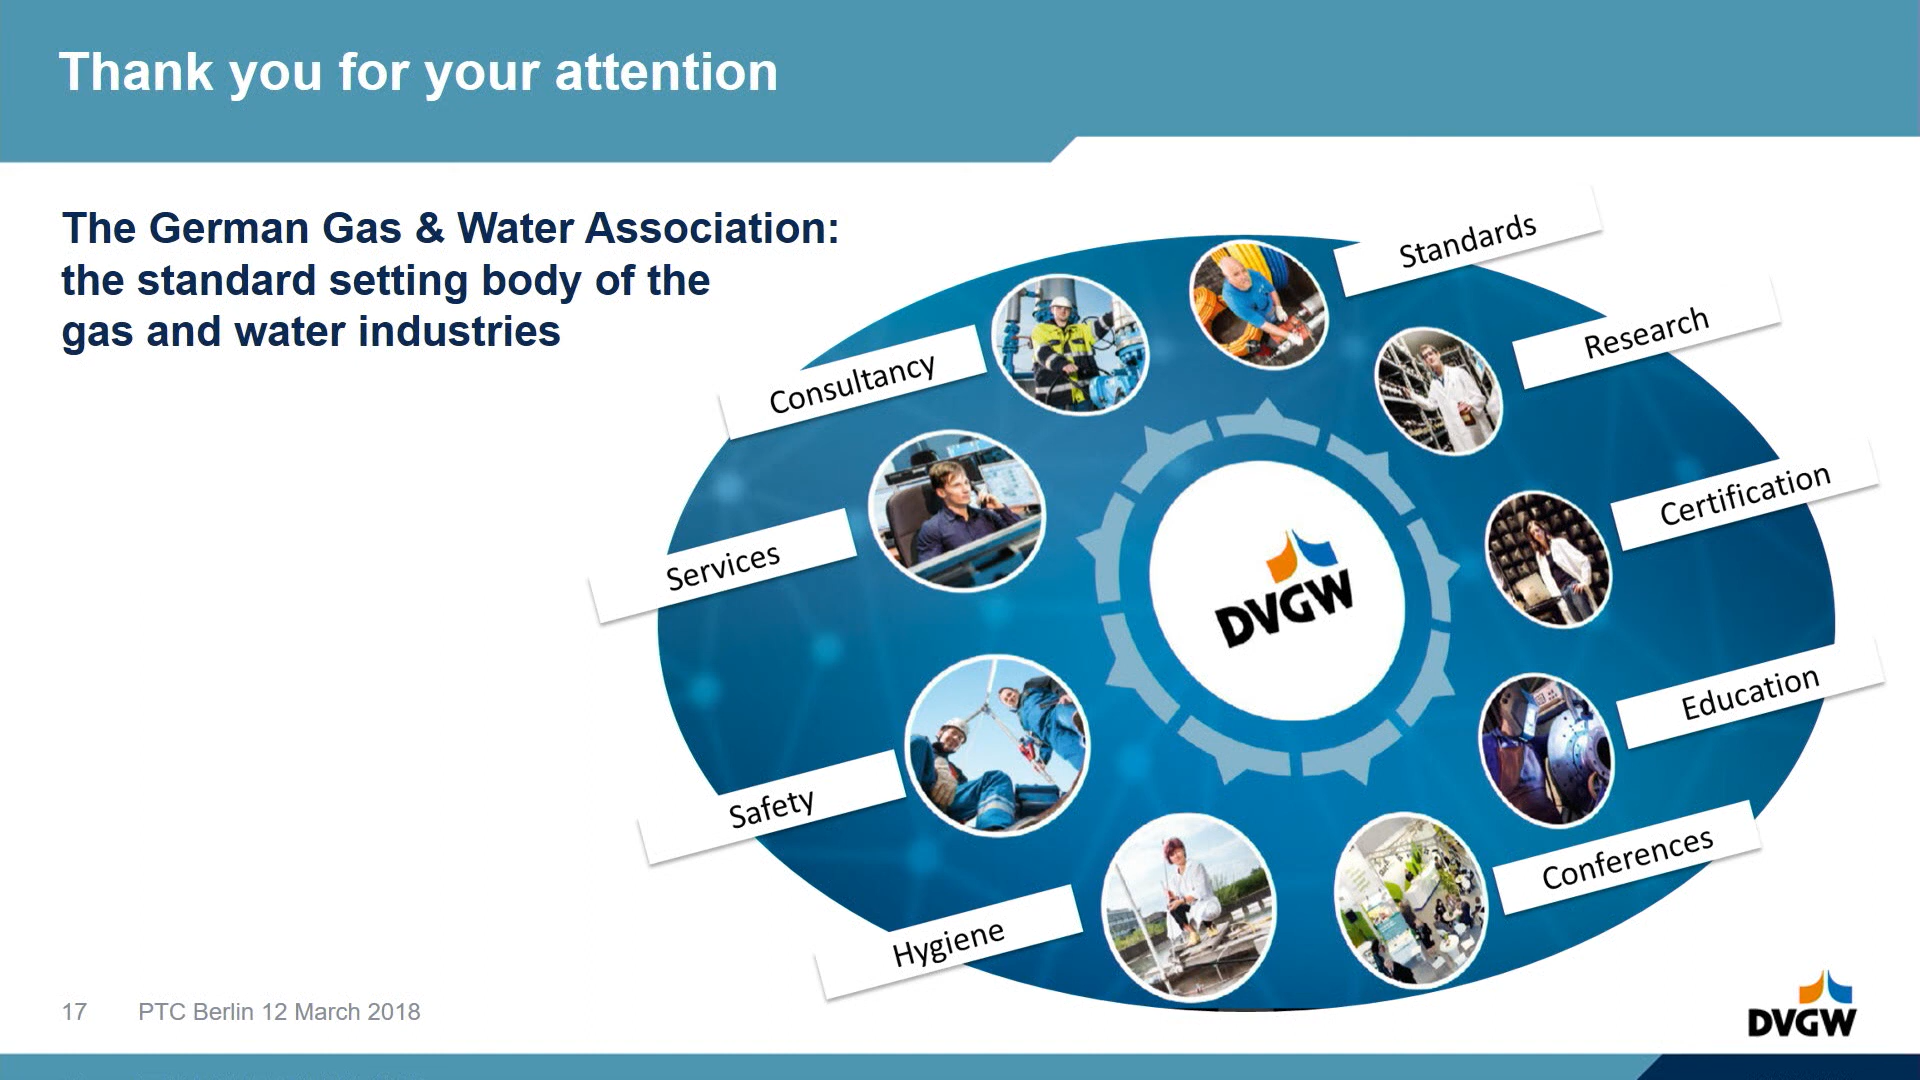 Thank you for your attention
The German Gas & Water Association:
the standard setting body of the
gas and water industries
Standards
Research
Consultancy
Certification
Services
DVGW
Education
Safety
Conferences
Hygiene
17 PTC Berlin 12 March 2018
DVGW